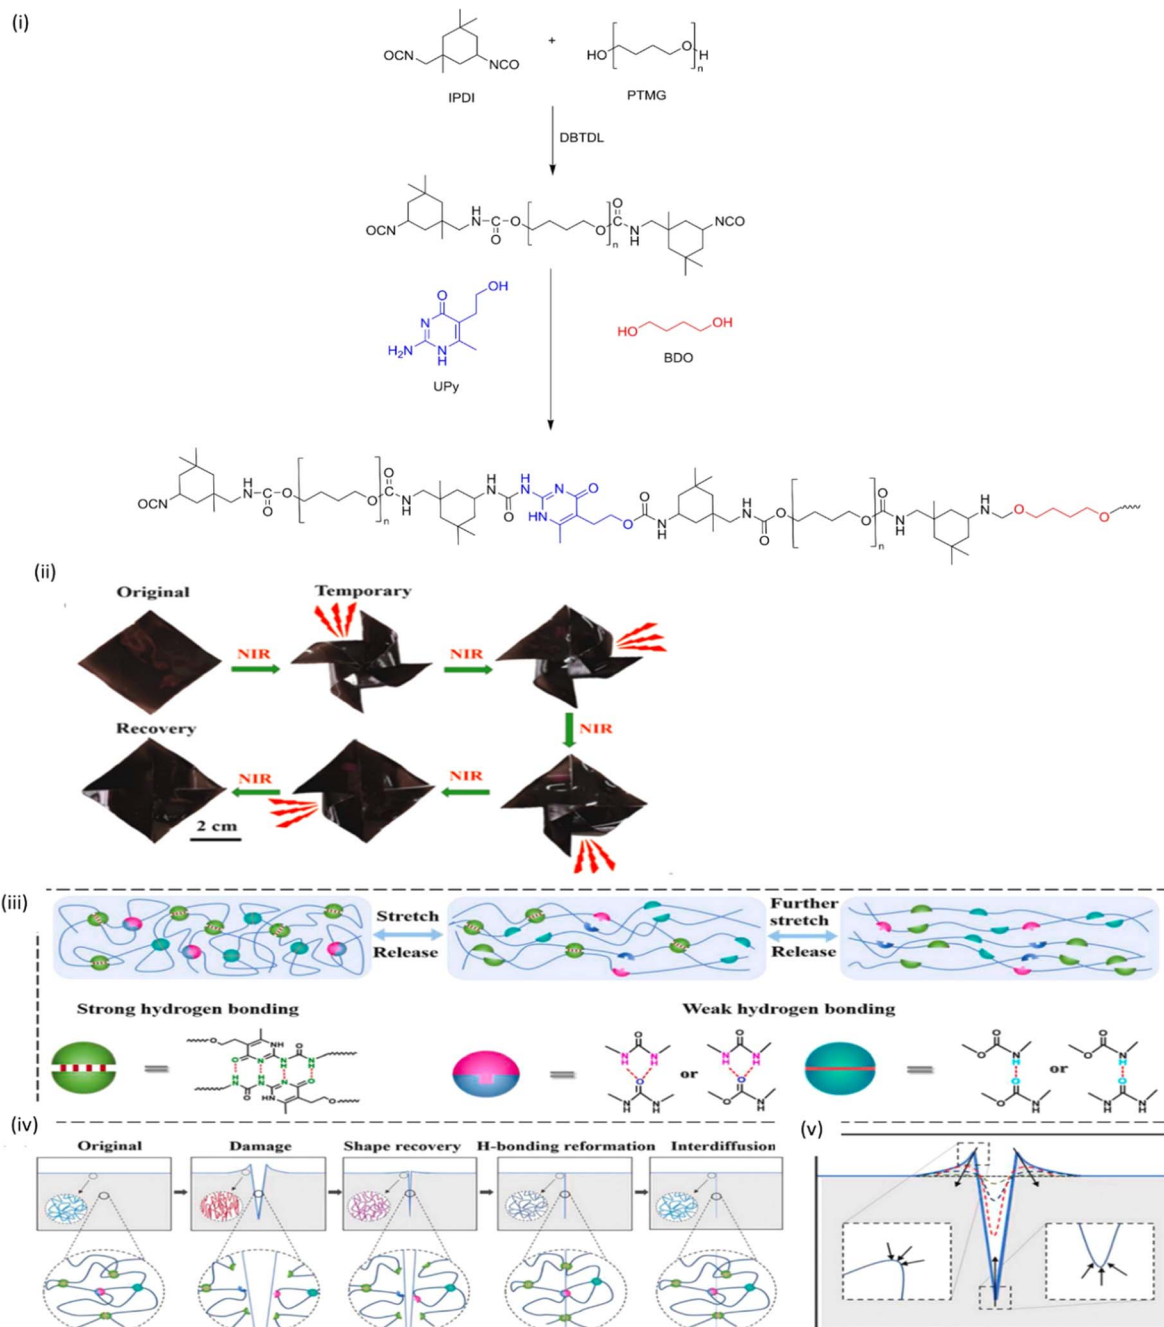 (i)
OCN
NCO
IPDI
+
HO
O
H
n
PTMG
DBTDL
OCN
H
N
C
O
O
O
n
O
C
N
H
NCO
O
OH
N
H₂N
N
H
UPy
HO
OH
BDO
OCN
H
N
C
O
O
O
n
O
C
N
H
H
N
C
O
H
N
N
O
HN
O
O
C
N
H
H
N
C
O
O
O
n
O
C
N
H
H
N
O
O
(ii)
Original
Temporary
NIR
NIR
NIR
Recovery
NIR
NIR
2 cm
(iii)
Stretch
Release
Further
stretch
Release
Strong hydrogen bonding
Weak hydrogen bonding
or
or
(iv)
Original
Damage
Shape recovery
H-bonding reformation
Interdiffusion
(v)